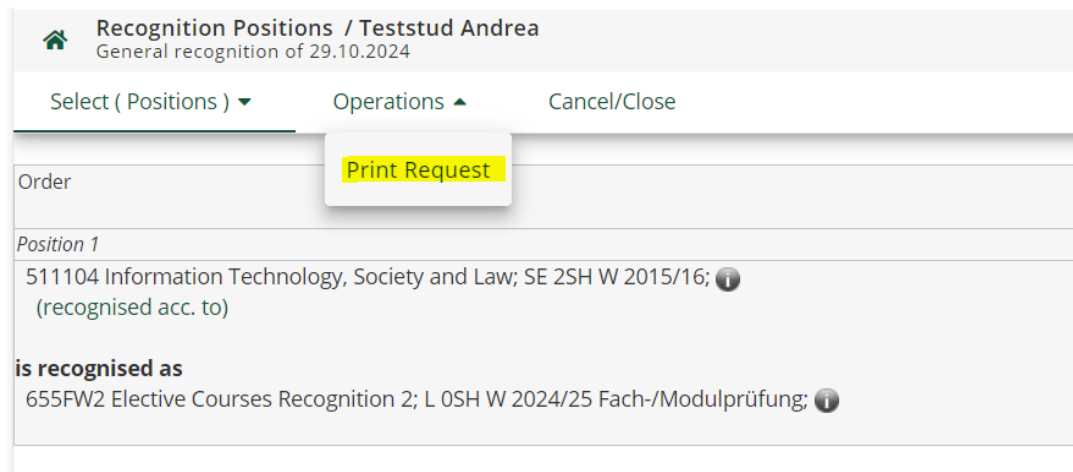 Recognition Positions / Teststud Andrea
General recognition of 29.10.2024
Select ( Positions ) Operations Cancel/Close
Print Request
Order
Position 1
511104 Information Technology, Society and Law; SE 2SH W 2015/16; i
(recognised acc. to)
is recognised as
655FW2 Elective Courses Recognition 2; L 0SH W 2024/25 Fach-/Modulprüfung; i